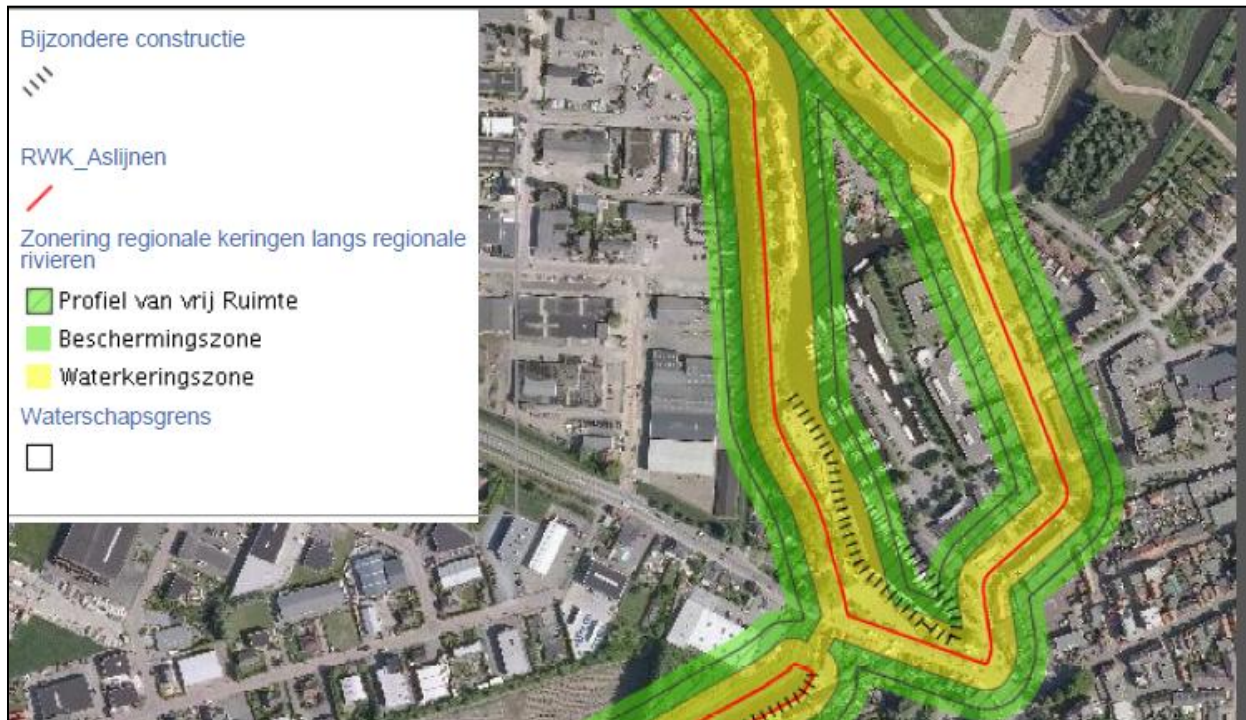 Bijzondere constructie
RWK_Aslijnen
Zonering regionale keringen langs regionale
rivieren
Profiel van vrij Ruimte
Beschermingszone
Waterkeringszone
Waterschapsgrens